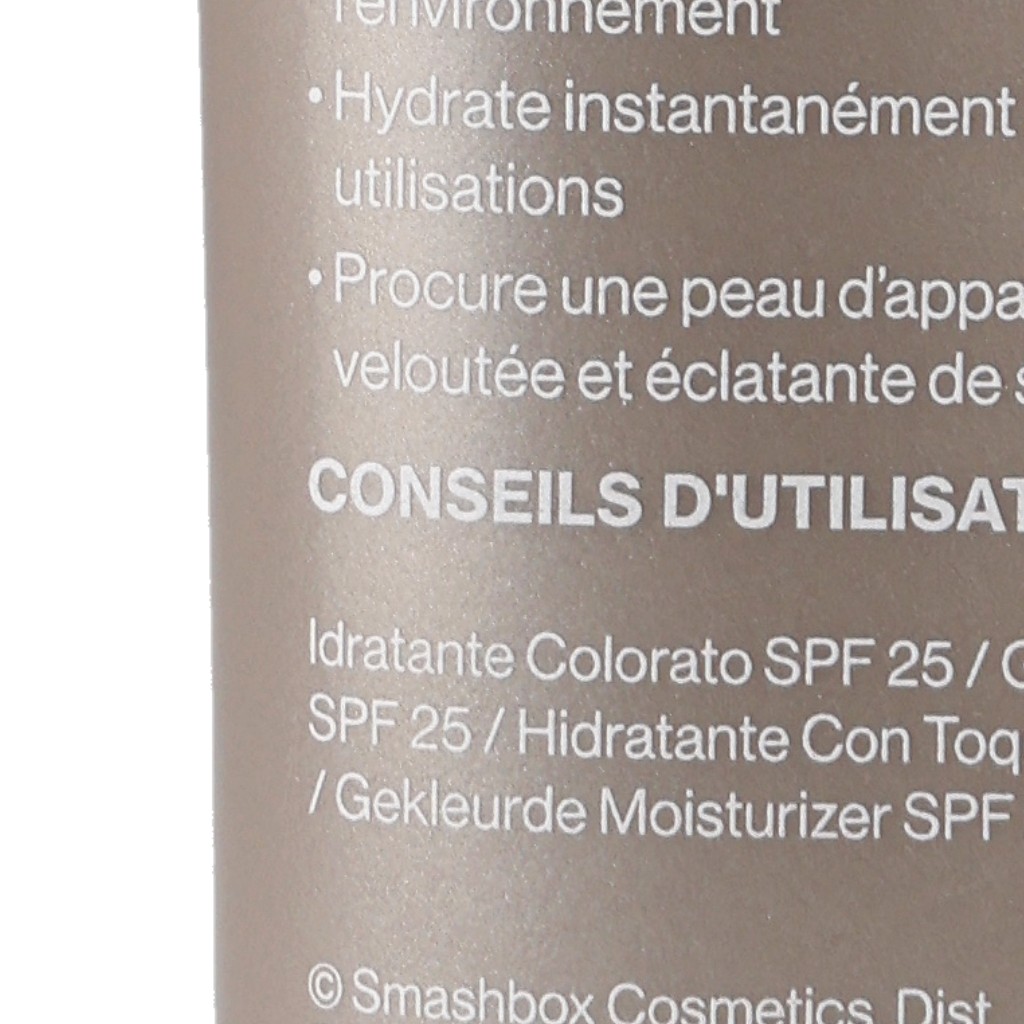 l'environnement
• Hydrate instantanément
utilisations
• Procure une peau d'appa
veloutée et éclatante de s
CONSEILS D'UTILISAT
Idratante Colorato SPF 25 / G
SPF 25 / Hidratante Con Toq
/ Gekleurde Moisturizer SPF
© Smashbox Cosmetics, Dist.